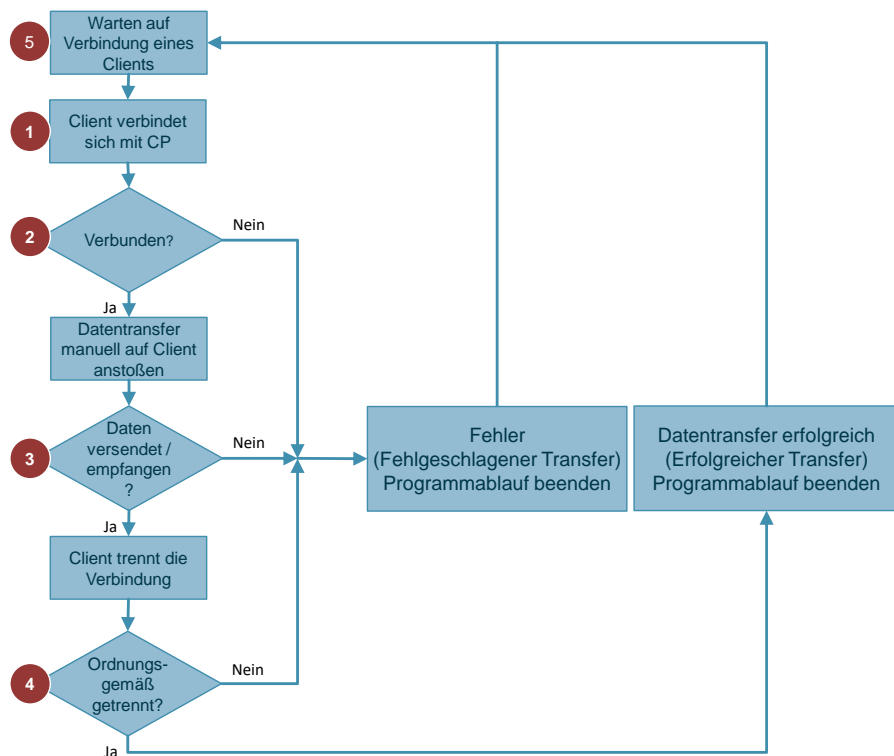 5
Warten auf
Verbindung eines
Clients
1
Client verbindet
sich mit CP
2
Verbunden?
Nein
Ja
Datentransfer
manuell auf Client
anstoßen
3
Daten
versendet /
empfangen
?
Nein
Fehler
(Fehlgeschlagener Transfer)
Programmablauf beenden
Datentransfer erfolgreich
(Erfolgreicher Transfer)
Programmablauf beenden
Ja
Client trennt die
Verbindung
4
Ordnungs-
gemäß
getrennt?
Nein
Ja